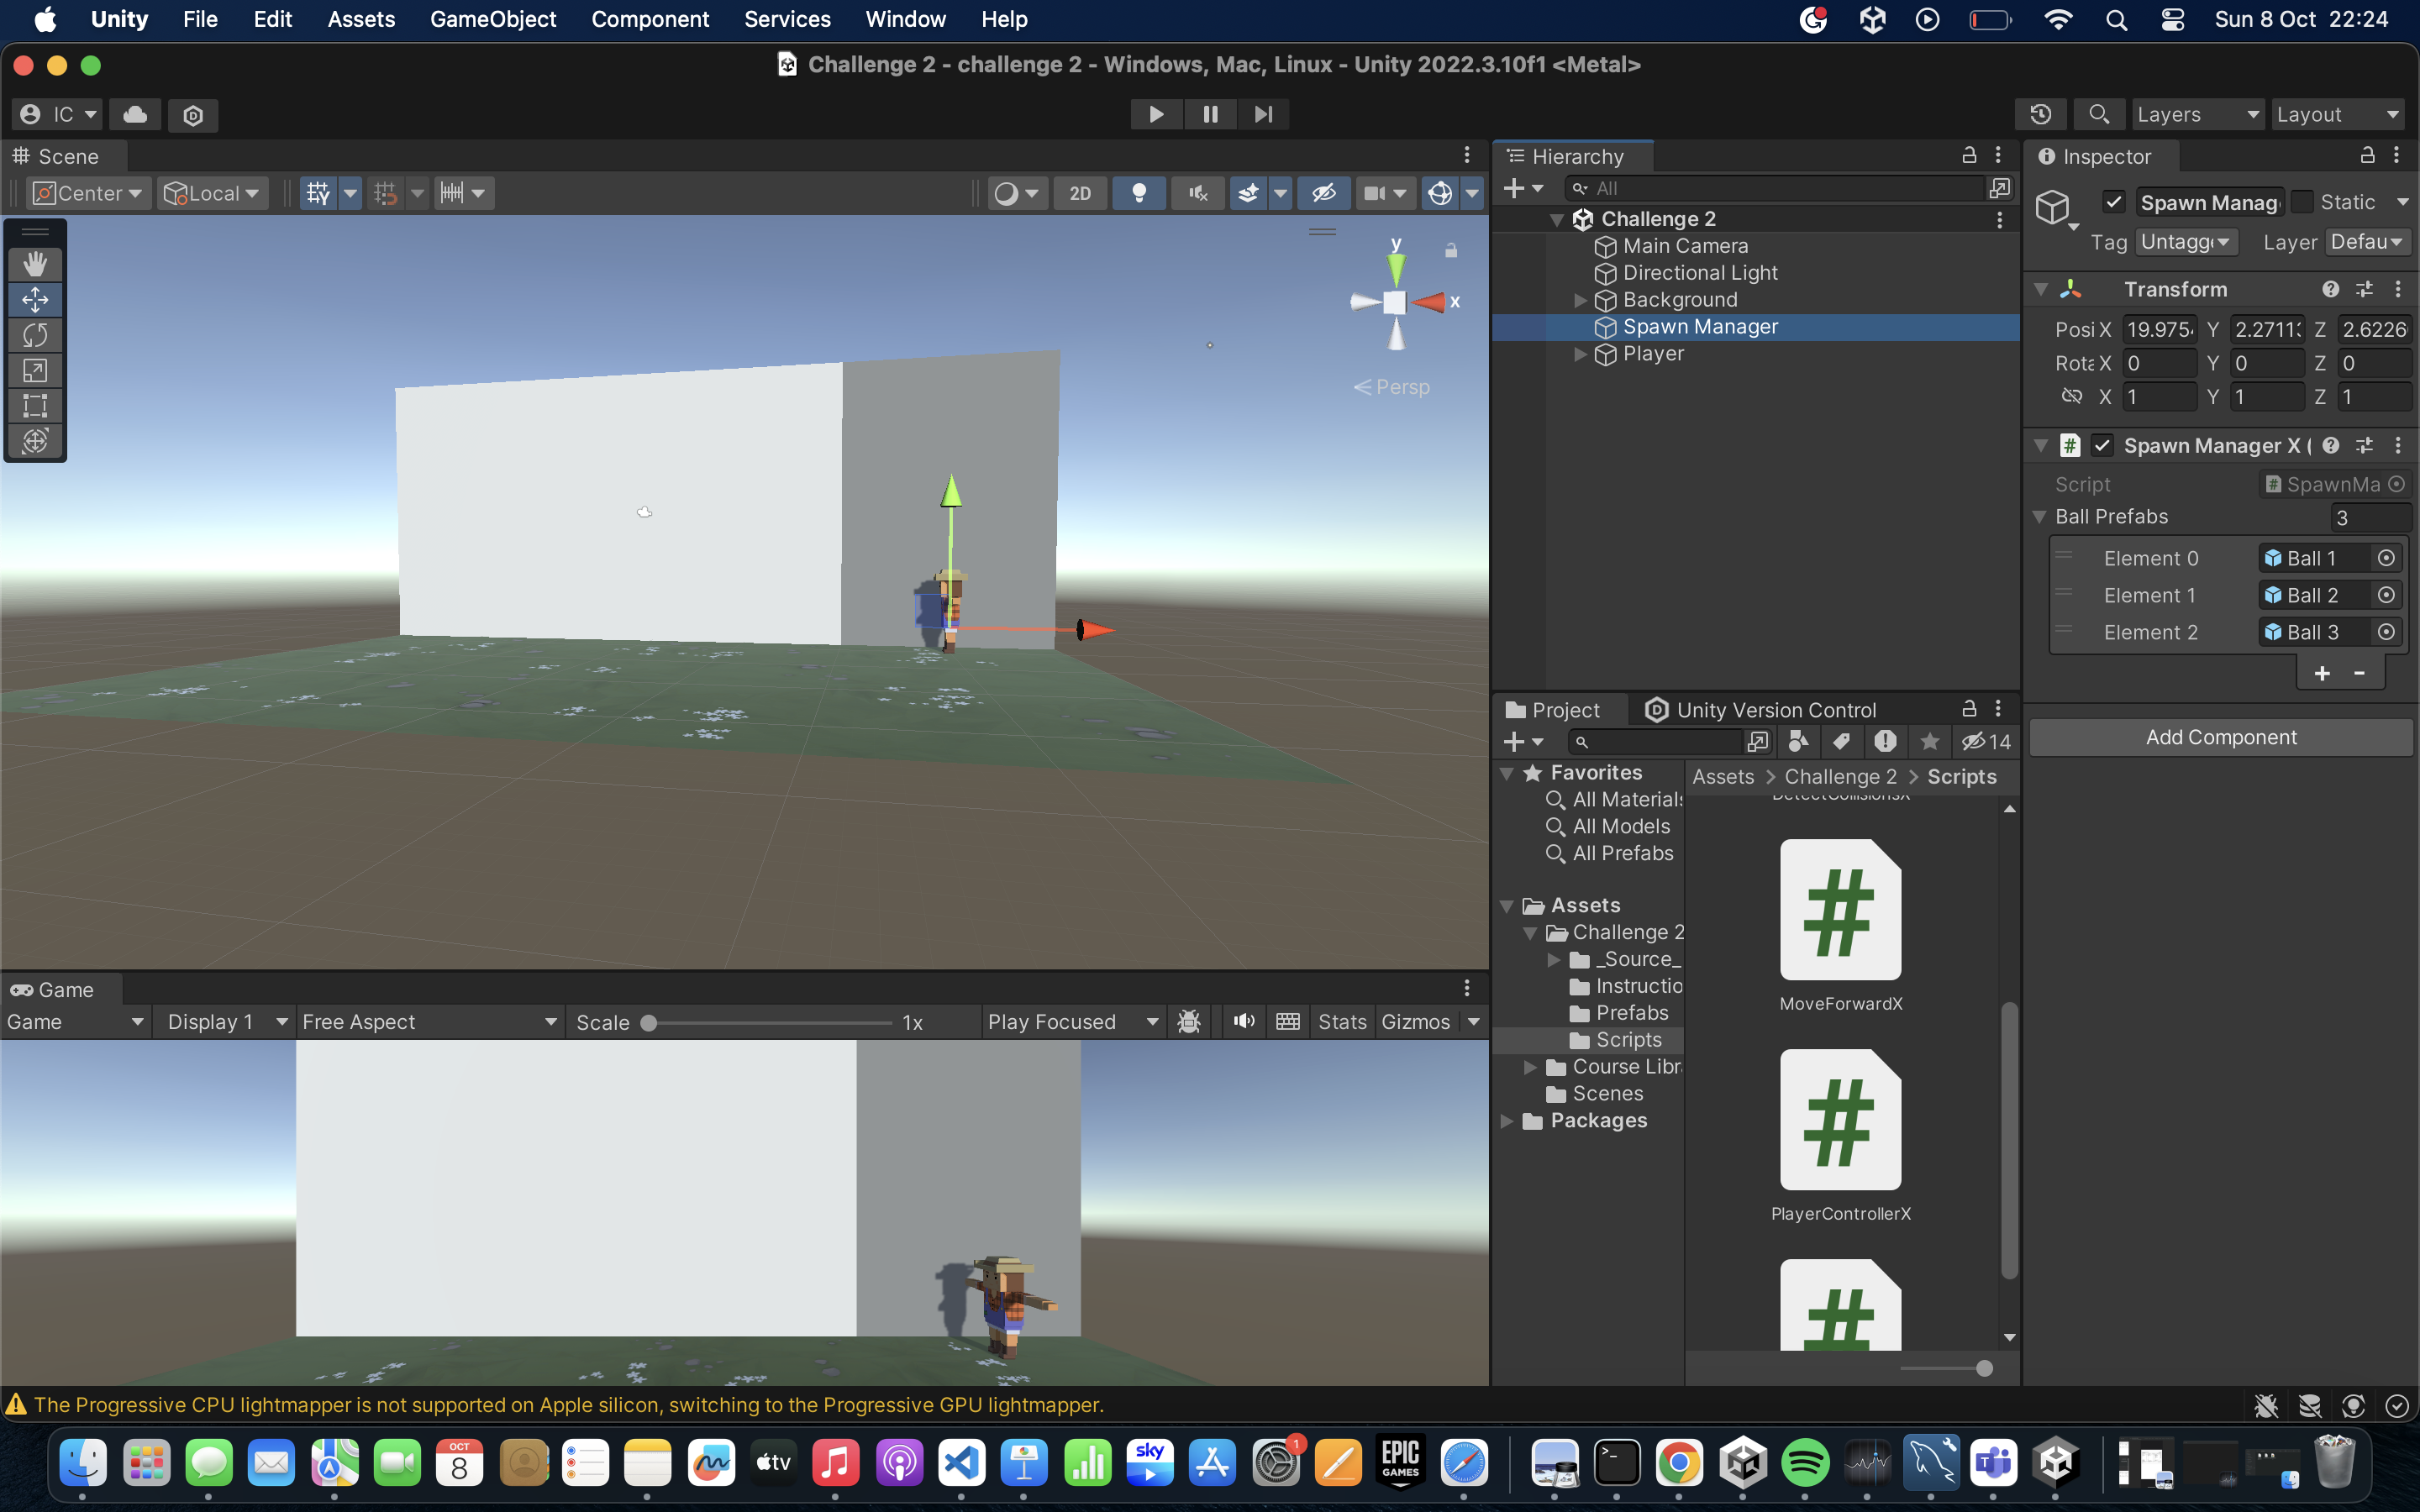 Unity File Edit Assets GameObject Component Services Window Help Sun 8 Oct 22:24
Challenge 2 - challenge 2 - Windows, Mac, Linux - Unity 2022.3.10f1 <Metal>
IC Layers Layout
Scene
Center Local 2D
y
x
Persp
Hierarchy
All
Challenge 2
Main Camera
Directional Light
Background
Spawn Manager
Player
Inspector
Spawn Manag Static
Tag Untagg Layer Defau
Transform
Posi X 19.975 Y 2.2711 Z 2.6226
Rota X 0 Y 0 Z 0
X 1 Y 1 Z 1
# Spawn Manager X (
Script # SpawnMa
Ball Prefabs 3
Element 0 Ball 1
Element 1 Ball 2
Element 2 Ball 3
+ -
Add Component
Project Unity Version Control
14
Favorites
All Materials
All Models
All Prefabs
Assets
Challenge 2
_Source_
Instructio
Prefabs
Scripts
Course Libr
Scenes
Packages
Assets > Challenge 2 > Scripts
DetectCollisionsX
#
MoveForwardX
#
PlayerControllerX
#
Game
Game Display 1 Free Aspect Scale 1x Play Focused Stats Gizmos
The Progressive CPU lightmapper is not supported on Apple silicon, switching to the Progressive GPU lightmapper.
OCT
8
tv
sky
1
EPIC
GAMES
>_
T